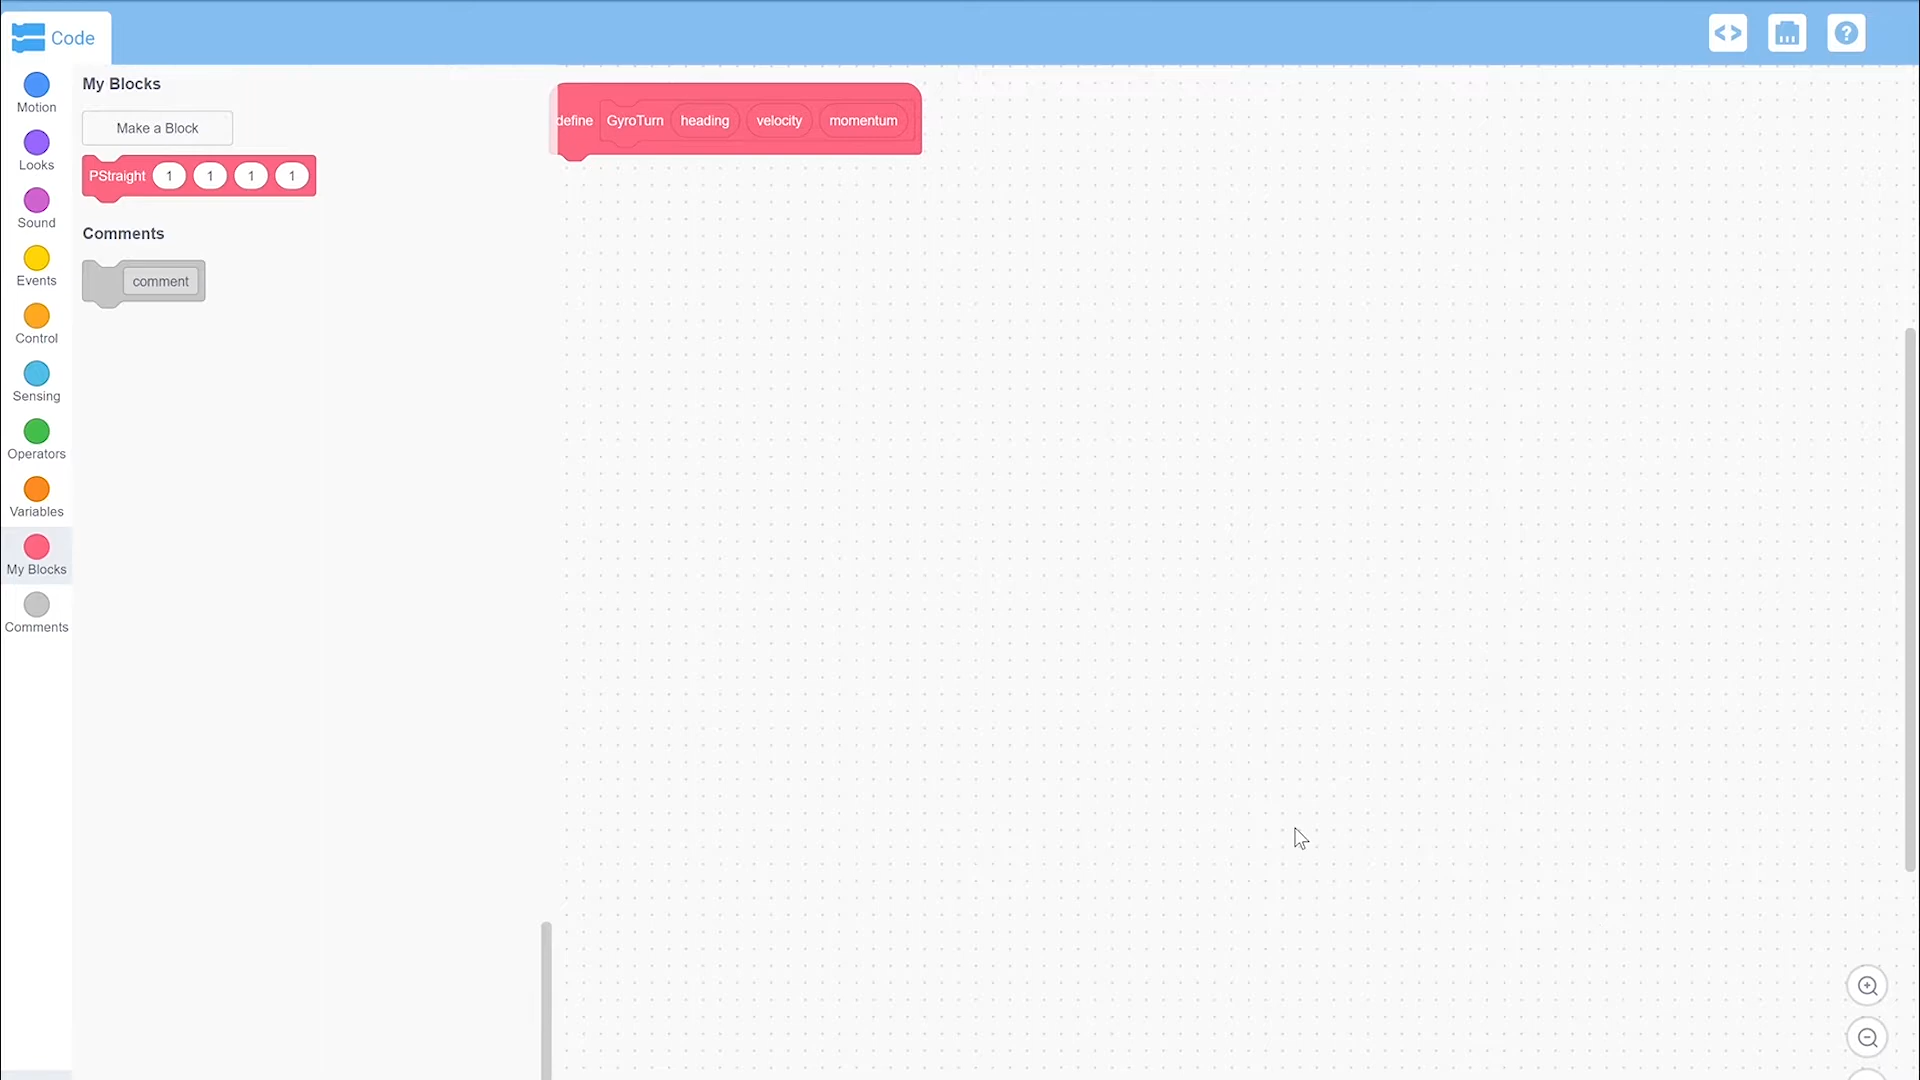 Code
Motion
Looks
Sound
Events
Control
Sensing
Operators
Variables
My Blocks
Comments
My Blocks
Make a Block
PStraight 1 1 1 1
Comments
comment
define GyroTurn heading velocity momentum